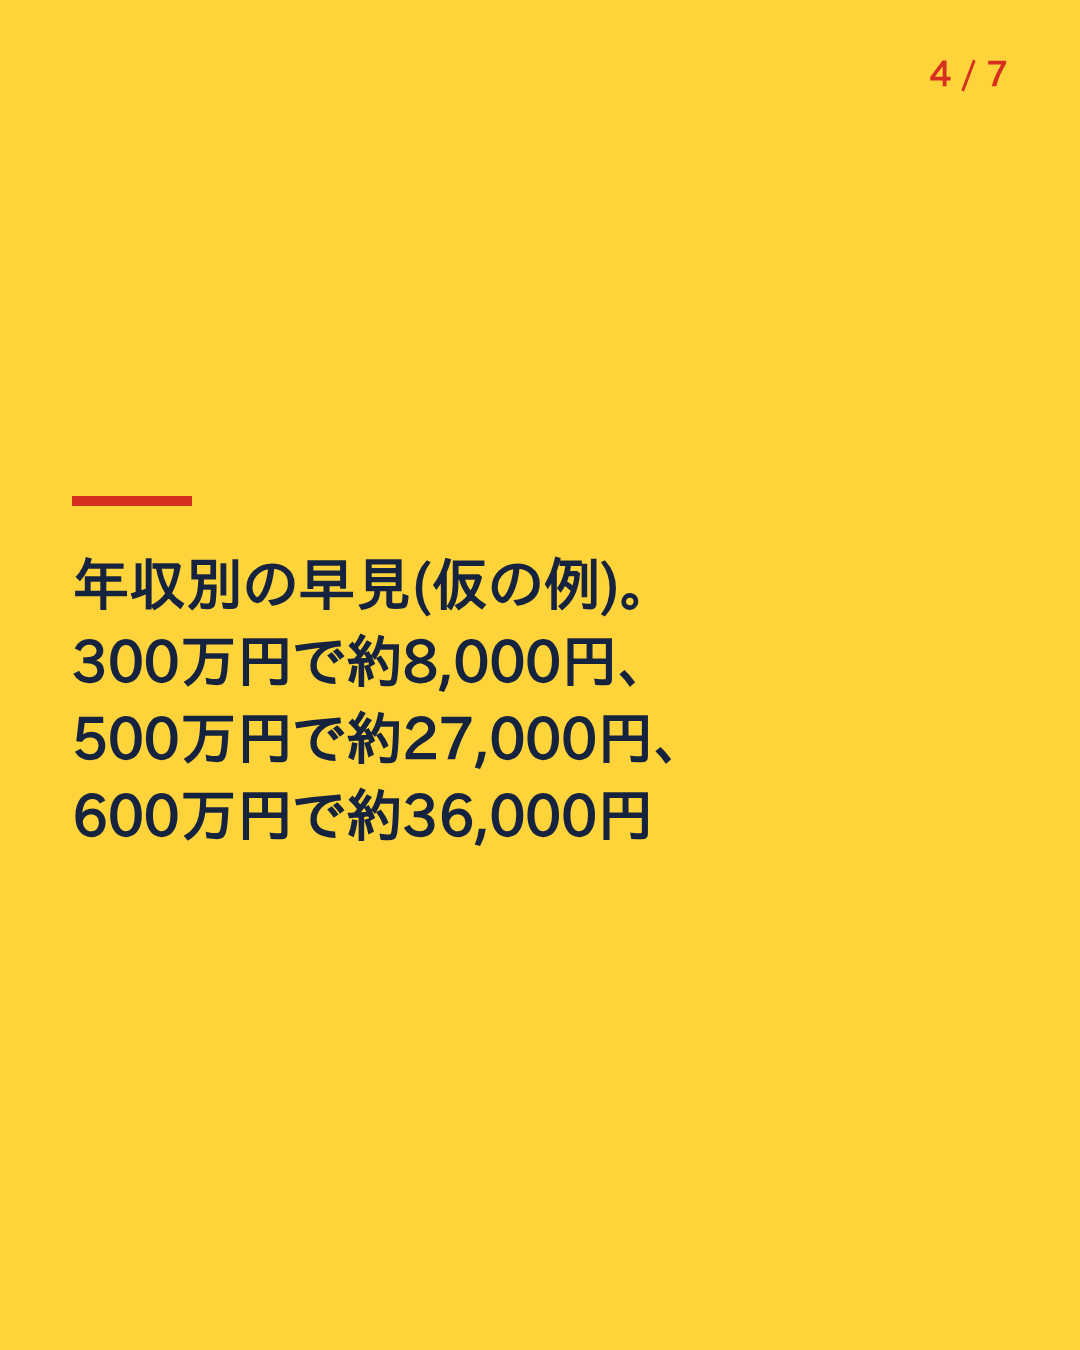 4 / 7
年収別の早見(仮の例)。
300万円で約8,000円、
500万円で約27,000円、
600万円で約36,000円